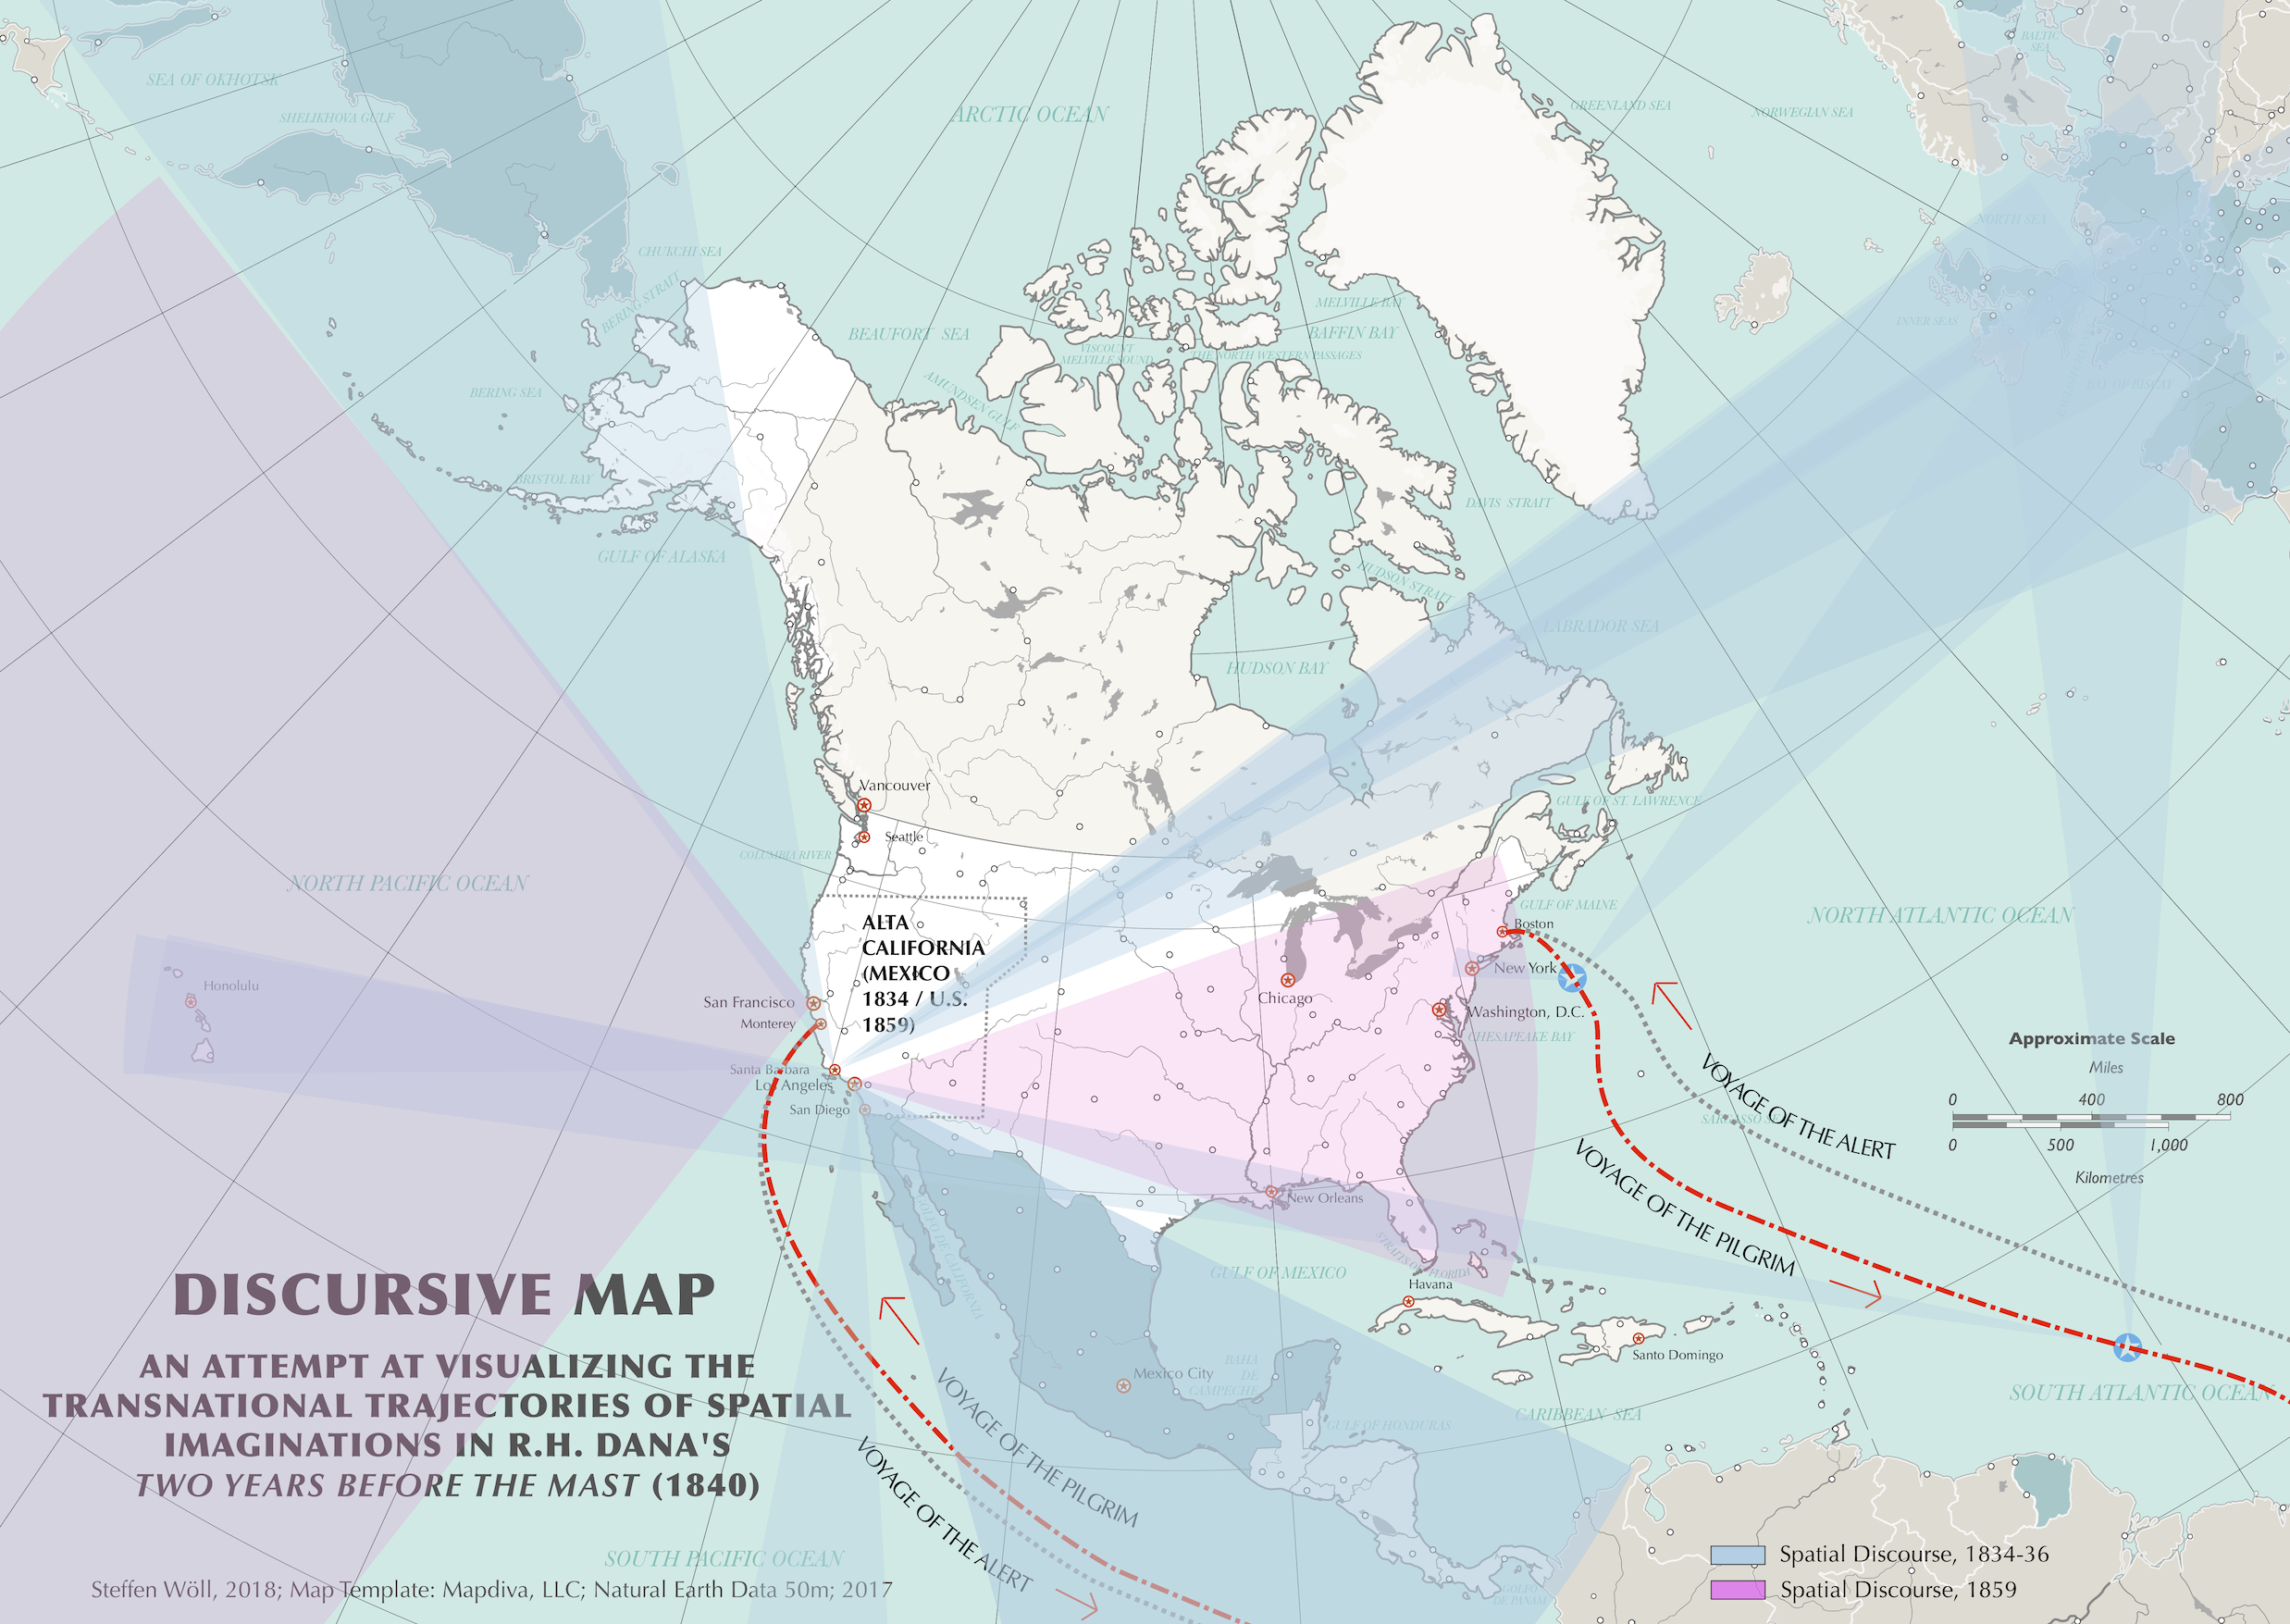 SEA OF OKHOTSK
SHELIKHOVA GULF
ARCTIC OCEAN
GREENLAND SEA
NORWEGIAN SEA
BALTIC
SEA
NORTH SEA
CHUKCHI SEA
BERING STRAIT
BEAUFORT SEA
MELVILLE BAY
BAFFIN BAY
VISCOUNT
MELVILLE SOUND
THE NORTH WESTERN PASSAGES
INNER SEAS
BAY OF BISCAY
AMUNDSEN GULF
BERING SEA
BRISTOL BAY
DAVIS STRAIT
GULF OF ALASKA
HUDSON STRAIT
LABRADOR SEA
HUDSON BAY
Vancouver
GULF OF ST. LAWRENCE
Seattle
COLUMBIA RIVER
NORTH PACIFIC OCEAN
ALTA
CALIFORNIA
(MEXICO
1834 / U.S.
1859)
GULF OF MAINE
Boston
NORTH ATLANTIC OCEAN
New York
Honolulu
San Francisco
Chicago
Monterey
Washington, D.C.
CHESAPEAKE BAY
Approximate Scale
Miles
0 400 800
0 500 1,000
Kilometres
Santa Barbara
Los Angeles
San Diego
SARGASSO SEA
VOYAGE OF THE ALERT
VOYAGE OF THE PILGRIM
New Orleans
GOLFO DE CALIFORNIA
STRAITS OF FLORIDA
GULF OF MEXICO
Havana
Santo Domingo
DISCURSIVE MAP
AN ATTEMPT AT VISUALIZING THE
TRANSNATIONAL TRAJECTORIES OF SPATIAL
IMAGINATIONS IN R.H. DANA'S
TWO YEARS BEFORE THE MAST (1840)
Mexico City
BAHA
DE
CAMPECHE
SOUTH ATLANTIC OCEAN
CARIBBEAN SEA
GULF OF HONDURAS
VOYAGE OF THE PILGRIM
VOYAGE OF THE ALERT
SOUTH PACIFIC OCEAN
GOLFO
DE PANAMÁ
Spatial Discourse, 1834-36
Spatial Discourse, 1859
Steffen Wöll, 2018; Map Template: Mapdiva, LLC; Natural Earth Data 50m; 2017